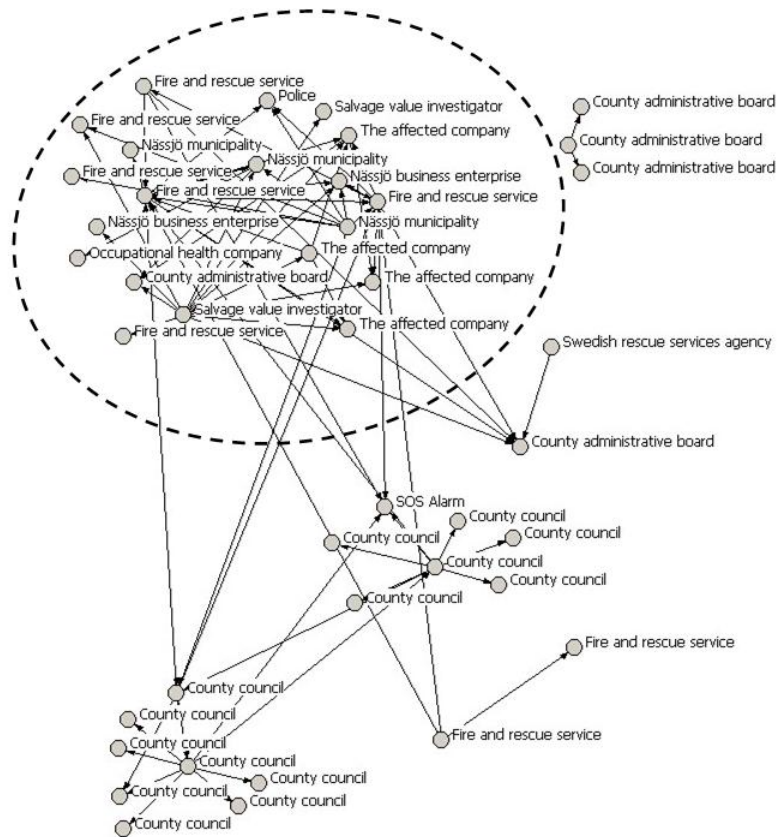 Fire and rescue service
Police
Salvage value investigator
County administrative board
Fire and rescue service
The affected company
Nässjö municipality
County administrative board
Nässjö municipality
County administrative board
Fire and rescue service
Nässjö business enterprise
Fire and rescue service
Fire and rescue service
Nässjö business enterprise
Nässjö municipality
Occupational health company
The affected company
County administrative board
The affected company
Salvage value investigator
Fire and rescue service
The affected company
Swedish rescue services agency
County administrative board
SOS Alarm
County council
County council
County council
County council
County council
County council
Fire and rescue service
County council
County council
Fire and rescue service
County council
County council
County council
County council
County council
County council